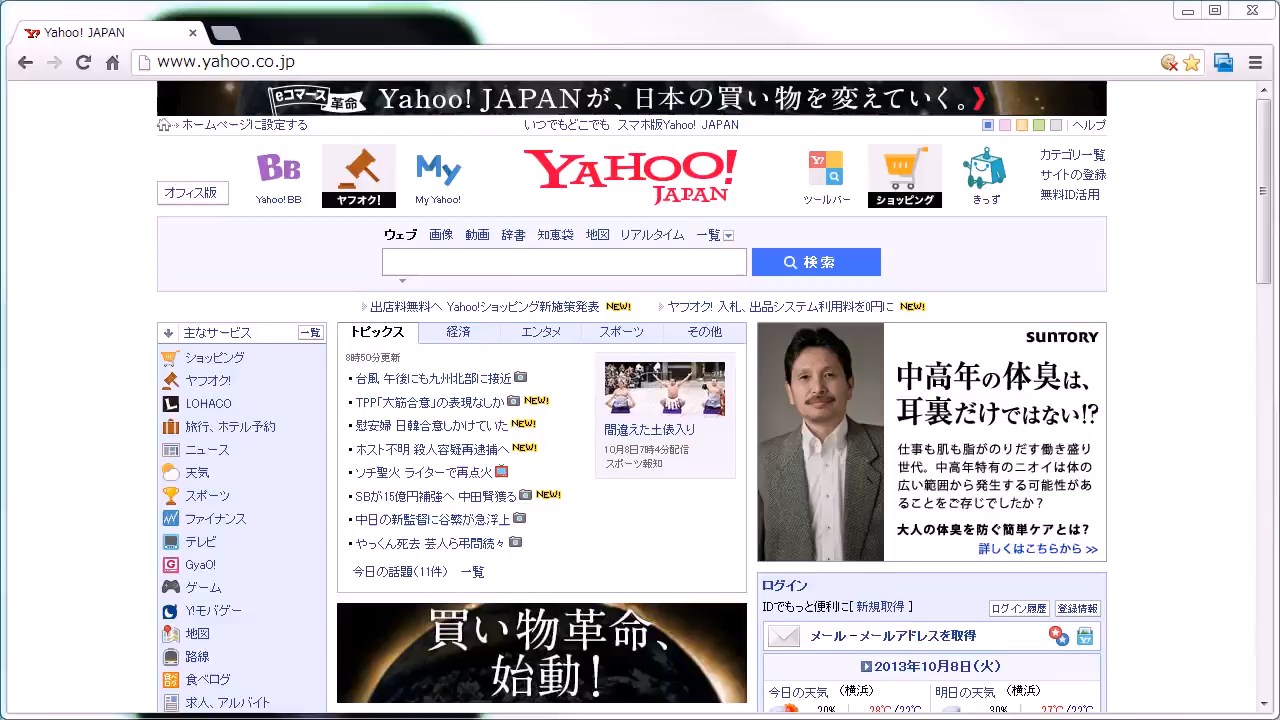 Yahoo! JAPAN
www.yahoo.co.jp
eコマース革命 Yahoo! JAPANが、日本の買い物を変えていく。
ホームページに設定する
いつでもどこでも スマホ版Yahoo! JAPAN
ヘルプ
オフィス版
Yahoo! BB
ヤフオク!
My Yahoo!
YAHOO!
JAPAN
ツールバー
ショッピング
きっず
カテゴリ一覧
サイトの登録
無料ID活用
ウェブ 画像 動画 辞書 知恵袋 地図 リアルタイム 一覧
検索
出店料無料へ Yahoo!ショッピング新施策発表 NEW!
ヤフオク! 入札、出品システム利用料を0円に NEW!
主なサービス 一覧
ショッピング
ヤフオク!
LOHACO
旅行、ホテル予約
ニュース
天気
スポーツ
ファイナンス
テレビ
GyaO!
ゲーム
Y!モバゲー
地図
路線
食べログ
求人、アルバイト
トピックス 経済 エンタメ スポーツ その他
8時50分更新
台風 午後にも九州北部に接近
TPP「大筋合意」の表現なしか NEW!
慰安婦 日韓合意しかけていた NEW!
ホスト不明 殺人容疑再逮捕へ NEW!
ソチ聖火 ライターで再点火
SBが15億円補強へ 中田賢獲る NEW!
中日の新監督に谷繁が急浮上
やっくん死去 芸人ら弔問続々
今日の話題(11件) 一覧
間違えた土俵入り
10月8日7時4分配信
スポーツ報知
買い物革命、
始動!
SUNTORY
中高年の体臭は、
耳裏だけではない!?
仕事も肌も脂がのりだす働き盛り
世代。中高年特有のニオイは体の
広い範囲から発生する可能性があ
ることをご存じでしたか?
大人の体臭を防ぐ簡単ケアとは?
詳しくはこちらから >>
ログイン
IDでもっと便利に[ 新規取得 ]
ログイン履歴 登録情報
メール－メールアドレスを取得
2013年10月8日(火)
今日の天気 (横浜)
明日の天気 (横浜)
20% 28℃/22℃
30% 27℃/22℃